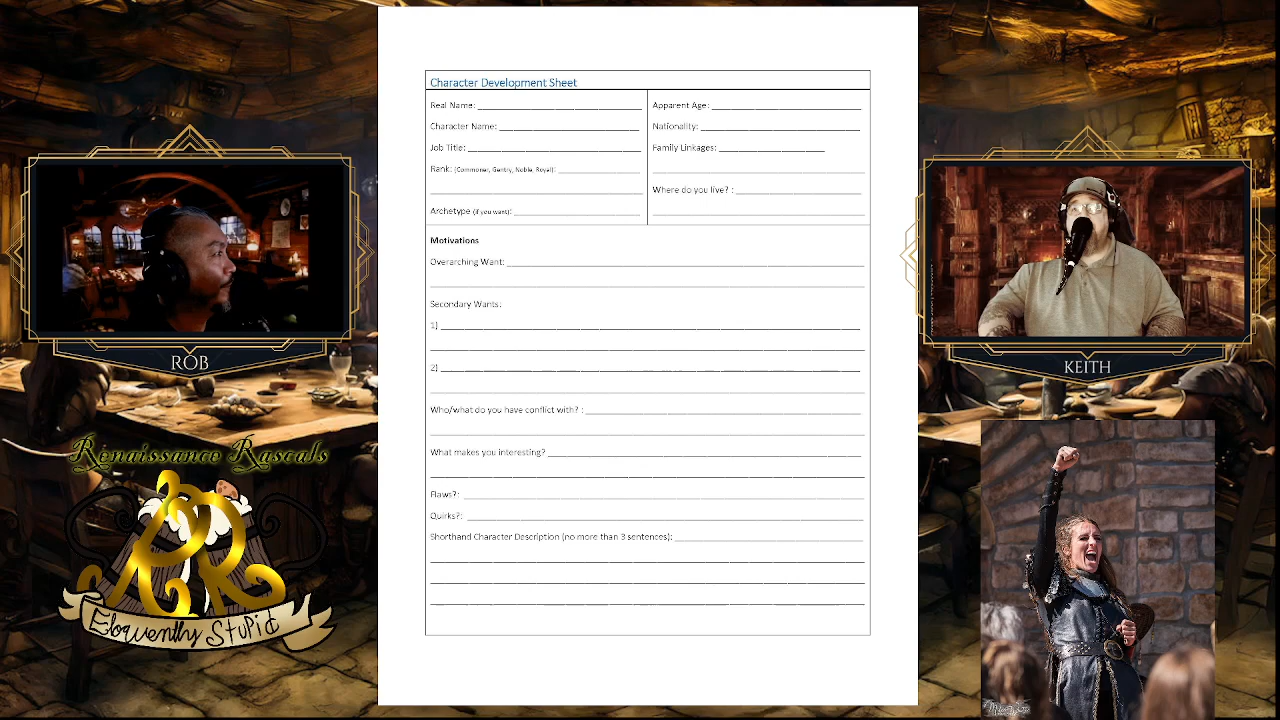 Character Development Sheet
Real Name:
Character Name:
Job Title:
Rank: (Commoner, Gentry, Noble, Royal):
Archetype (if you want):
Apparent Age:
Nationality:
Family Linkages:
Where do you live? :
Motivations
Overarching Want:
Secondary Wants:
1)
2)
Who/what do you have conflict with? :
What makes you interesting?
Flaws?:
Quirks?:
Shorthand Character Description (no more than 3 sentences):
ROB
KEITH
Renaissance Rascals
RR
Eloquently Stupid